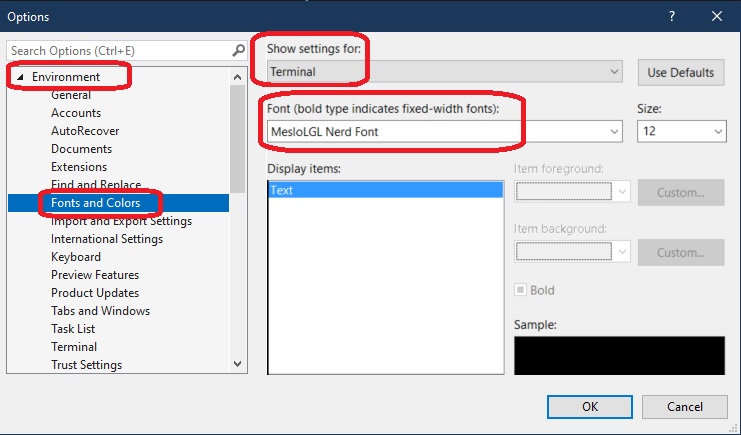 Options
?
Search Options (Ctrl+E)
Environment
General
Accounts
AutoRecover
Documents
Extensions
Find and Replace
Fonts and Colors
Import and Export Settings
International Settings
Keyboard
Preview Features
Product Updates
Tabs and Windows
Task List
Terminal
Trust Settings
Show settings for:
Terminal
Use Defaults
Font (bold type indicates fixed-width fonts):
Size:
MesloLGL Nerd Font
12
Display items:
Text
Item foreground:
Custom...
Item background:
Custom...
Bold
Sample:
OK
Cancel